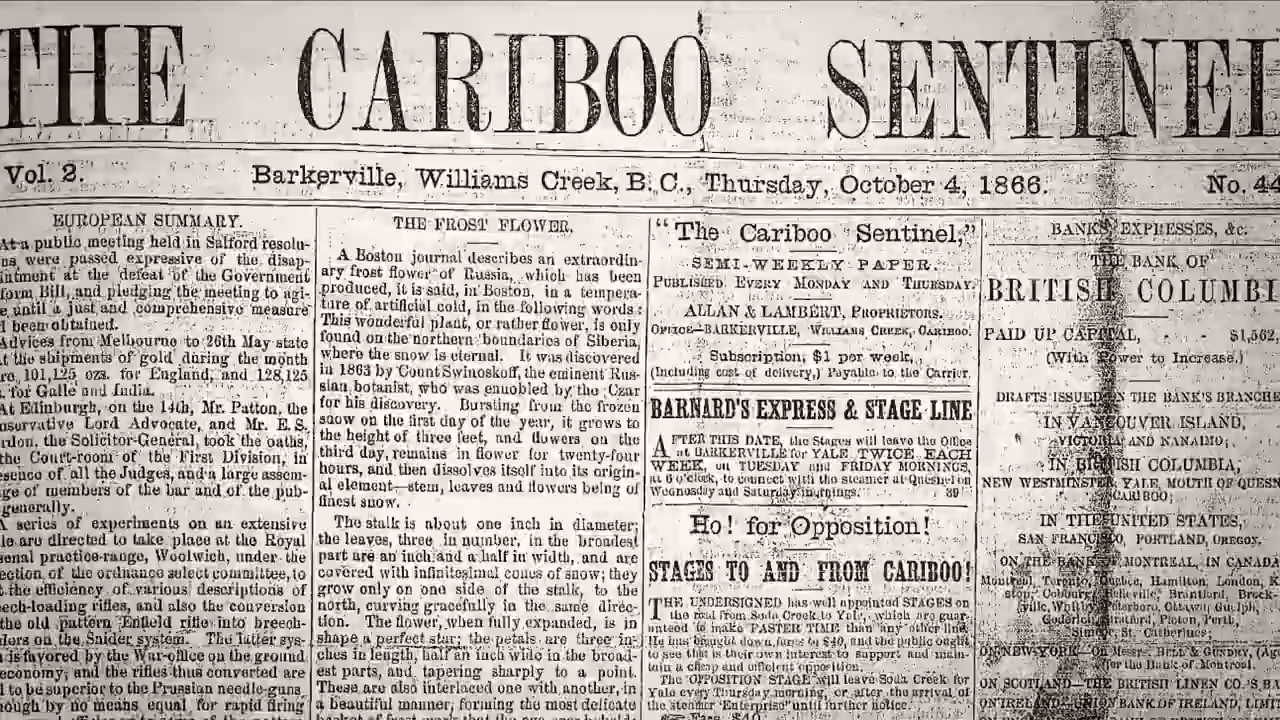 THE CARIBOO SENTINEL
Vol. 2. Barkerville, Williams Creek, B. C., Thursday, October 4, 1866. No. 44
EUROPEAN SUMMARY.
At a public meeting held in Salford resolu-
ns were passed expressive of the disap-
intment at the defeat of the Government
form Bill, and pledging the meeting to agi-
e until a just and comprehensive measure
d been obtained.
Advices from Melbourne to 26th May state
t the shipments of gold during the month
re 101,125 ozs. for England, and 128,125
. for Galle and India.
At Edinburgh, on the 14th, Mr. Patton, the
nservative Lord Advocate, and Mr. E. S.
rdon, the Solicitor-General, took the oaths,
the Court-room of the First Division, in
esence of all the Judges, and a large assem-
ge of members of the bar and of the pub-
generally.
A series of experiments on an extensive
le are directed to take place at the Royal
senal practice-range, Woolwich, under the
ection of the ordnance select committee, to
t the efficiency of various descriptions of
eech-loading rifles, and also the conversion
the old pattern Enfield rifle into breech-
ders on the Snider system. The latter sys-
is favored by the War-office on the ground
economy, and the rifles thus converted are
l to be superior to the Prussian needle-guns
hough by no means equal for rapid firing
THE FROST FLOWER.
A Boston journal describes an extraordin-
ary frost flower of Russia, which has been
produced, it is said, in Boston, in a tempera-
ture of artificial cold, in the following words:
This wonderful plant, or rather flower, is only
found on the northern boundaries of Siberia,
where the snow is eternal. It was discovered
in 1863 by Count Swinoskoff, the eminent Rus-
sian botanist, who was ennobled by the Czar
for his discovery. Bursting from the frozen
snow on the first day of the year, it grows to
the height of three feet, and flowers on the
third day, remains in flower for twenty-four
hours, and then dissolves itself into its origin-
al element—stem, leaves and flowers being of
finest snow.
The stalk is about one inch in diameter;
the leaves, three in number, in the broadest
part are an inch and a half in width, and are
covered with infinitesimal cones of snow; they
grow only on one side of the stalk, to the
north, curving gracefully in the same direc-
tion. The flower, when fully expanded, is in
shape a perfect star; the petals are three in-
ches in length, half an inch wide in the broad-
est parts, and tapering sharply to a point.
These are also interlaced one with another, in
a beautiful manner, forming the most delicate
"The Cariboo Sentinel,"
SEMI-WEEKLY PAPER.
PUBLISHED EVERY MONDAY AND THURSDAY.
ALLAN & LAMBERT, PROPRIETORS.
OFFICE—BARKERVILLE, WILLIAMS CREEK, CARIBOO.
Subscription, $1 per week,
(Including cost of delivery,) Payable to the Carrier.
BARNARD'S EXPRESS & STAGE LINE
AFTER THIS DATE, the Stages will leave the Office
at BARKERVILLE for YALE TWICE EACH
WEEK, on TUESDAY and FRIDAY MORNINGS,
at 6 o'clock, to connect with the steamer at Quesnel on
Wednesday and Saturday mornings. 39
Ho! for Opposition!
STAGES TO AND FROM CARIBOO!
THE UNDERSIGNED has well appointed STAGES on
the road from Soda Creek to Yale, which are guar-
anteed to make FASTER TIME than any other line.
He has brought down fares to $40, and the public ought
to see that it is their own interest to support and main-
tain a cheap and efficient opposition.
The OPPOSITION STAGE will leave Soda Creek for
Yale every Thursday morning, or after the arrival of
the steamer 'Enterprise' until further notice.
Fare, $40.
BANKS, EXPRESSES, &c.
THE BANK OF
BRITISH COLUMBI
PAID UP CAPITAL, - - $1,562,
(With Power to Increase.)
DRAFTS ISSUED ON THE BANK'S BRANCHE
IN VANCOUVER ISLAND,
VICTORIA AND NANAIMO;
IN BRITISH COLUMBIA,
NEW WESTMINSTER, YALE, MOUTH OF QUESN
CARIBOO;
IN THE UNITED STATES,
SAN FRANCISCO, PORTLAND, OREGON.
ON THE BANK OF MONTREAL, IN CANADA
Montreal, Toronto, Quebec, Hamilton, London, K
ston, Cobourg, Belleville, Brantford, Brock-
ville, Whitby, Peterboro, Ottawa, Guelph,
Goderich, Stratford, Picton, Perth,
Simcoe, St. Catherines;
ON NEW YORK—On Messrs. BELL & GUNDRY, (Ag
for the Bank of Montreal.
ON SCOTLAND—THE BRITISH LINEN CO.'S BA
ON IRELAND—UNION BANK OF IRELAND, LIMIT